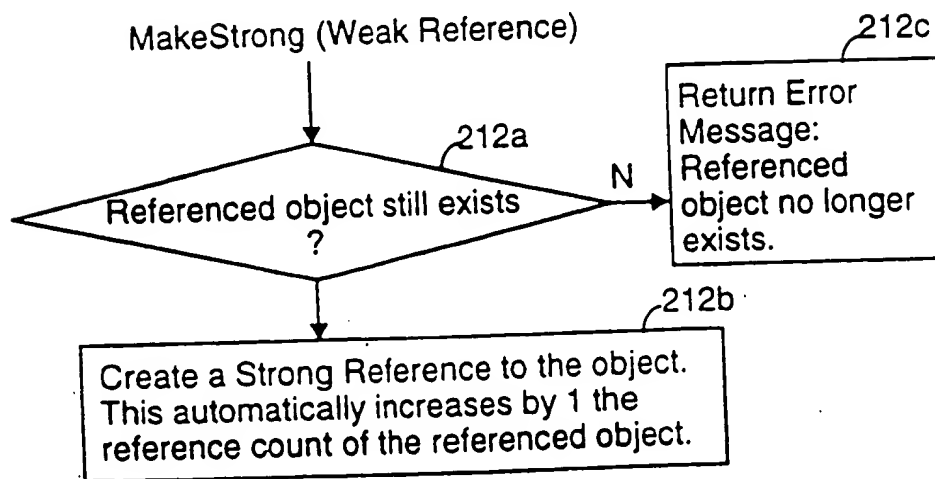 MakeStrong (Weak Reference)
212c
Return Error
Message:
Referenced
object no longer
exists.
212a
N
Referenced object still exists
?
212b
Create a Strong Reference to the object.
This automatically increases by 1 the
reference count of the referenced object.